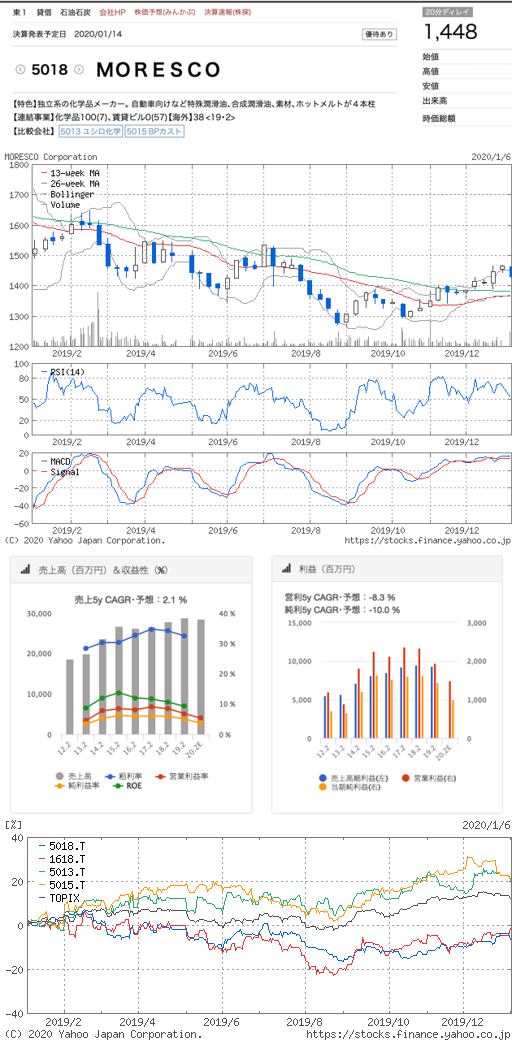 東1 貸借 石油石炭 会社HP 株価予想(みんかぶ) 決算速報(株探)
20分ディレイ
決算発表予定日 2020/01/14
優待あり
1,448
5018
MORESCO
始値
高値
安値
出来高
時価総額
【特色】独立系の化学品メーカー。自動車向けなど特殊潤滑油、合成潤滑油、素材、ホットメルトが４本柱
【連結事業】化学品100(7)、賃貸ビル0(57)【海外】38 <19・2>
【比較会社】 5013 ユシロ化学 5015 BPカスト
MORESCO Corporation 2020/1/6
1800
1700
1600
1500
1400
1300
1200
13-week MA
26-week MA
Bollinger
Volume
2019/2 2019/4 2019/6 2019/8 2019/10 2019/12
100
80
50
20
0
RSI(14)
2019/2 2019/4 2019/6 2019/8 2019/10 2019/12
20
0
-20
-40
-60
MACD
Signal
2019/2 2019/4 2019/6 2019/8 2019/10 2019/12
(C) 2020 Yahoo Japan Corporation. https://stocks.finance.yahoo.co.jp/
売上高（百万円）＆収益性（%）
売上5y CAGR・予想： 2.1 %
30,000
20,000
10,000
0
40 %
30 %
20 %
10 %
0 %
12.2 13.2 14.2 15.2 16.2 17.2 18.2 19.2 20.2E
売上高 粗利率 営業利益率
純利益率 ROE
利益（百万円）
営利5y CAGR・予想： -8.3 %
純利5y CAGR・予想： -10.0 %
15,000
10,000
5,000
0
3,000
2,000
1,000
0
12.2 13.2 14.2 15.2 16.2 17.2 18.2 19.2 20.2E
売上高総利益(左) 営業利益(右)
当期純利益(右)
[%] 2020/1/6
40
20
0
-20
-40
5018.T
1618.T
5013.T
5015.T
TOPIX
2019/2 2019/4 2019/6 2019/8 2019/10 2019/12
(C) 2020 Yahoo Japan Corporation. https://stocks.finance.yahoo.co.jp/